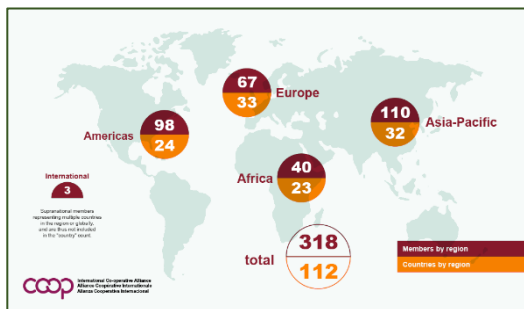 67
33
Europe
98
24
Americas
110
32
Asia-Pacific
International
3
Supranational members
representing multiple countries
in the region or globally,
and are thus not included
in the "country" count
Africa
40
23
318
total
112
Members by region
Countries by region
coop
International Co-operative Alliance
Alliance Coopérative Internationale
Alianza Cooperativa Internacional